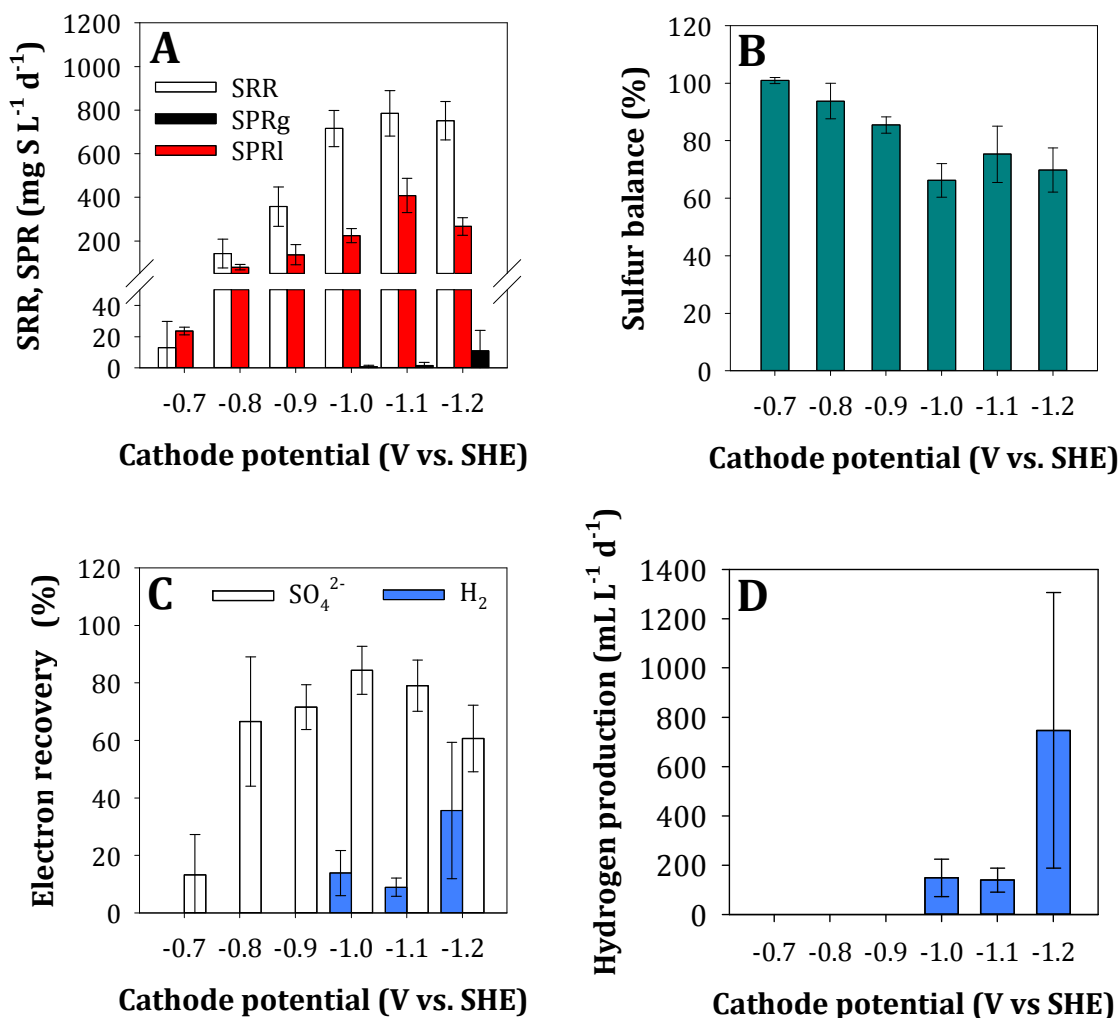 A
SRR, SPR (mg S L⁻¹ d⁻¹)
1200
1000
800
600
400
200
40
20
0
SRR
SPRg
SPRl
-0.7 -0.8 -0.9 -1.0 -1.1 -1.2
Cathode potential (V vs. SHE)
B
Sulfur balance (%)
120
100
80
60
40
20
0
-0.7 -0.8 -0.9 -1.0 -1.1 -1.2
Cathode potential (V vs. SHE)
C
Electron recovery (%)
120
100
80
60
40
20
0
SO₄²⁻ H₂
-0.7 -0.8 -0.9 -1.0 -1.1 -1.2
Cathode potential (V vs. SHE)
D
Hydrogen production (mL L⁻¹ d⁻¹)
1400
1200
1000
800
600
400
200
0
-0.7 -0.8 -0.9 -1.0 -1.1 -1.2
Cathode potential (V vs SHE)